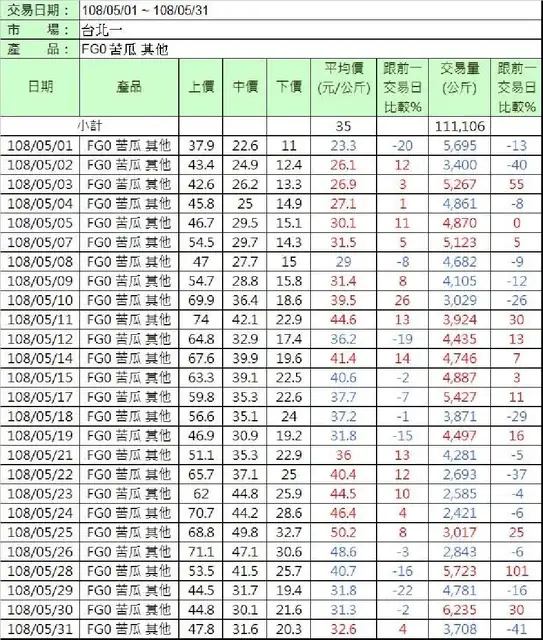 交易日期： 108/05/01 ~ 108/05/31
市　場： 台北一
產　品： FG0 苦瓜 其他
日期 產品 上價 中價 下價 平均價(元/公斤) 跟前一交易日比較% 交易量(公斤) 跟前一交易日比較%
小計 35 111,106
108/05/01 FG0 苦瓜 其他 37.9 22.6 11 23.3 -20 5,695 -13
108/05/02 FG0 苦瓜 其他 43.4 24.9 12.4 26.1 12 3,400 -40
108/05/03 FG0 苦瓜 其他 42.6 26.2 13.3 26.9 3 5,267 55
108/05/04 FG0 苦瓜 其他 45.8 25 14.9 27.1 1 4,861 -8
108/05/05 FG0 苦瓜 其他 46.7 29.5 15.1 30.1 11 4,870 0
108/05/07 FG0 苦瓜 其他 54.5 29.7 14.3 31.5 5 5,123 5
108/05/08 FG0 苦瓜 其他 47 27.7 15 29 -8 4,682 -9
108/05/09 FG0 苦瓜 其他 54.7 28.8 15.8 31.4 8 4,105 -12
108/05/10 FG0 苦瓜 其他 69.9 36.4 18.6 39.5 26 3,029 -26
108/05/11 FG0 苦瓜 其他 74 42.1 22.9 44.6 13 3,924 30
108/05/12 FG0 苦瓜 其他 64.8 32.9 17.4 36.2 -19 4,435 13
108/05/14 FG0 苦瓜 其他 67.6 39.9 19.6 41.4 14 4,746 7
108/05/15 FG0 苦瓜 其他 63.3 39.1 22.5 40.6 -2 4,887 3
108/05/17 FG0 苦瓜 其他 59.8 35.3 22.6 37.7 -7 5,427 11
108/05/18 FG0 苦瓜 其他 56.6 35.1 24 37.2 -1 3,871 -29
108/05/19 FG0 苦瓜 其他 46.9 30.9 19.2 31.8 -15 4,497 16
108/05/21 FG0 苦瓜 其他 51.1 35.3 22.9 36 13 4,281 -5
108/05/22 FG0 苦瓜 其他 65.7 37.1 25 40.4 12 2,693 -37
108/05/23 FG0 苦瓜 其他 62 44.8 25.9 44.5 10 2,585 -4
108/05/24 FG0 苦瓜 其他 70.7 44.2 28.6 46.4 4 2,421 -6
108/05/25 FG0 苦瓜 其他 68.8 49.8 32.7 50.2 8 3,017 25
108/05/26 FG0 苦瓜 其他 71.1 47.1 30.6 48.6 -3 2,843 -6
108/05/28 FG0 苦瓜 其他 53.5 41.5 25.7 40.7 -16 5,723 101
108/05/29 FG0 苦瓜 其他 44.5 31.7 19.4 31.8 -22 4,781 -16
108/05/30 FG0 苦瓜 其他 44.8 30.1 21.6 31.3 -2 6,235 30
108/05/31 FG0 苦瓜 其他 47.8 31.6 20.3 32.6 4 3,708 -41